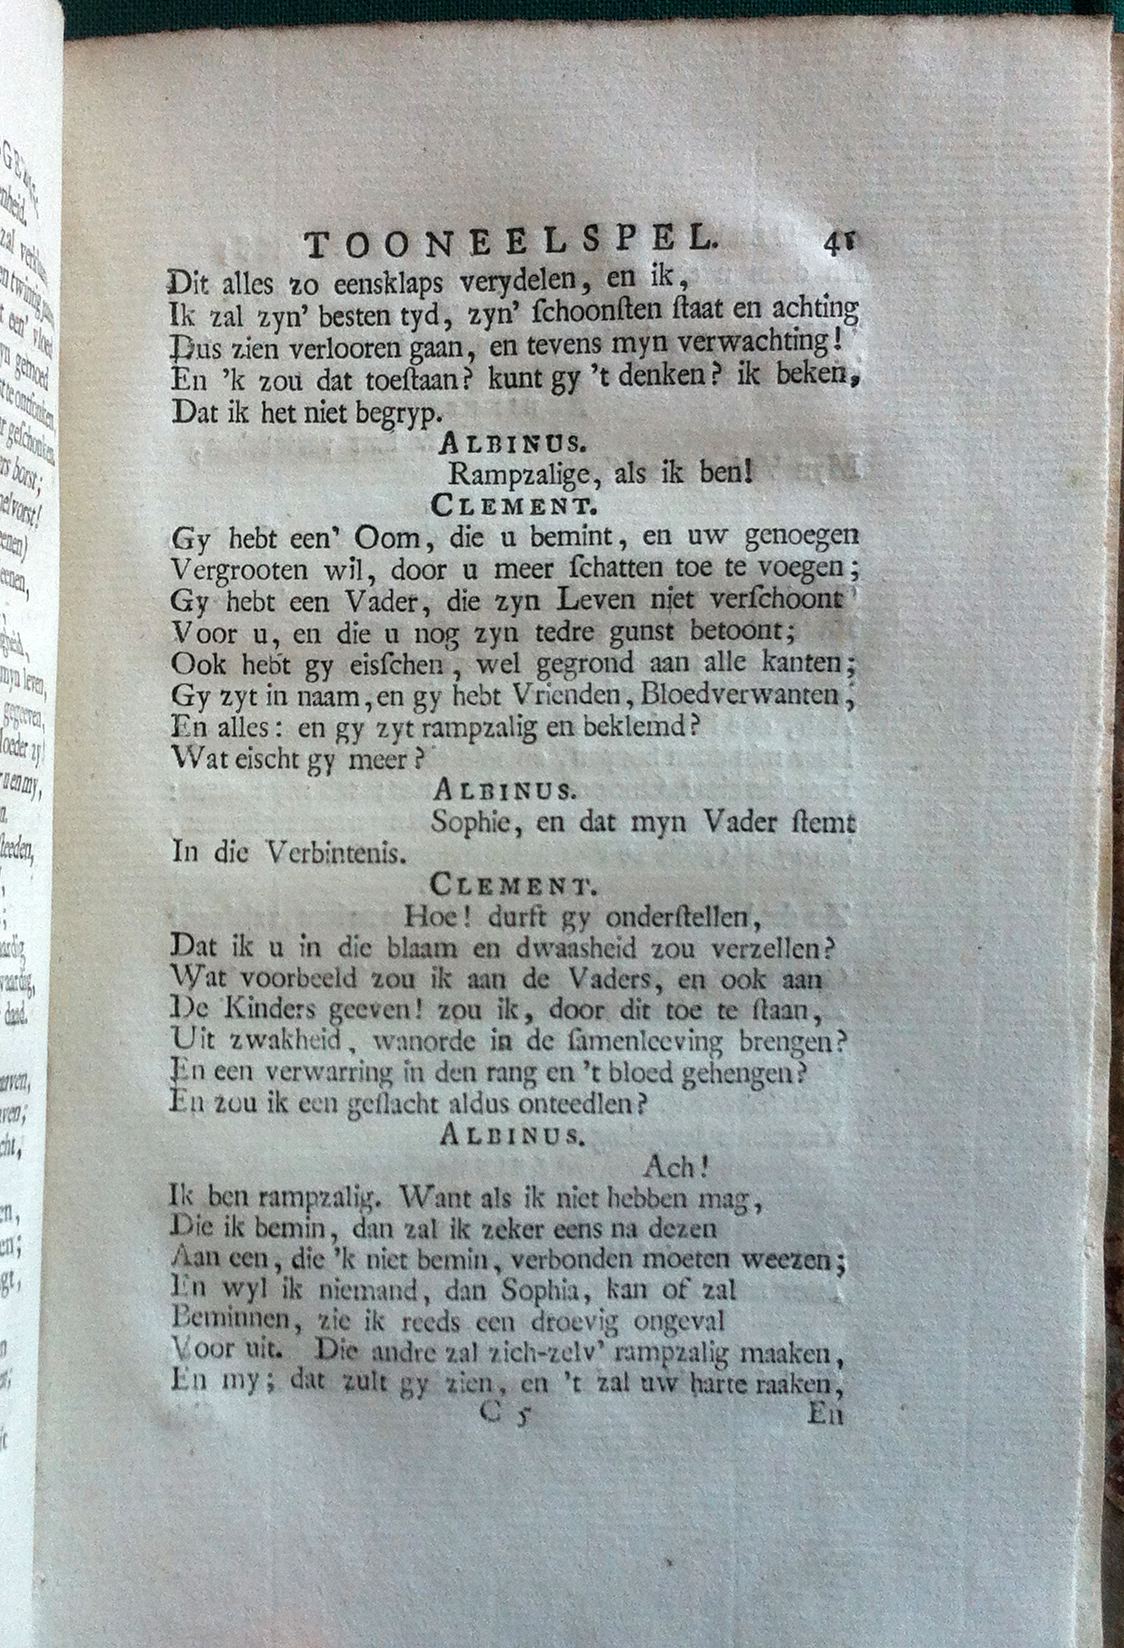 TOONEELSPEL. 41
Dit alles zo eensklaps verydelen, en ik,
Ik zal zyn' besten tyd, zyn' ſchoonſten ſtaat en achting
Dus zien verlooren gaan, en tevens myn verwachting!
En 'k zou dat toeſtaan? kunt gy 't denken? ik beken,
Dat ik het niet begryp.
ALBINUS.
Rampzalige, als ik ben!
CLEMENT.
Gy hebt een' Oom, die u bemint, en uw genoegen
Vergrooten wil, door u meer ſchatten toe te voegen;
Gy hebt een Vader, die zyn Leven niet verſchoont
Voor u, en die u nog zyn tedre gunst betoont;
Ook hebt gy eisſchen, wel gegrond aan alle kanten;
Gy zyt in naam, en gy hebt Vrienden, Bloedverwanten,
En alles: en gy zyt rampzalig en beklemd?
Wat eischt gy meer?
ALBINUS.
Sophie, en dat myn Vader ſtemt
In die Verbintenis.
CLEMENT.
Hoe! durft gy onderſtellen,
Dat ik u in die blaam en dwaasheid zou verzellen?
Wat voorbeeld zou ik aan de Vaders, en ook aan
De Kinders geeven! zou ik, door dit toe te ſtaan,
Uit zwakheid, wanorde in de ſamenleeving brengen?
En een verwarring in den rang en 't bloed gehengen?
En zou ik een geſlacht aldus onteedlen?
ALBINUS.
Ach!
Ik ben rampzalig. Want als ik niet hebben mag,
Die ik bemin, dan zal ik zeker eens na dezen
Aan een, die 'k niet bemin, verbonden moeten weezen;
En wyl ik niemand, dan Sophia, kan of zal
Beminnen, zie ik reeds een droevig ongeval
Voor uit. Die andre zal zich-zelv' rampzalig maaken,
En my; dat zult gy zien, en 't zal uw harte raaken,
C 5 En